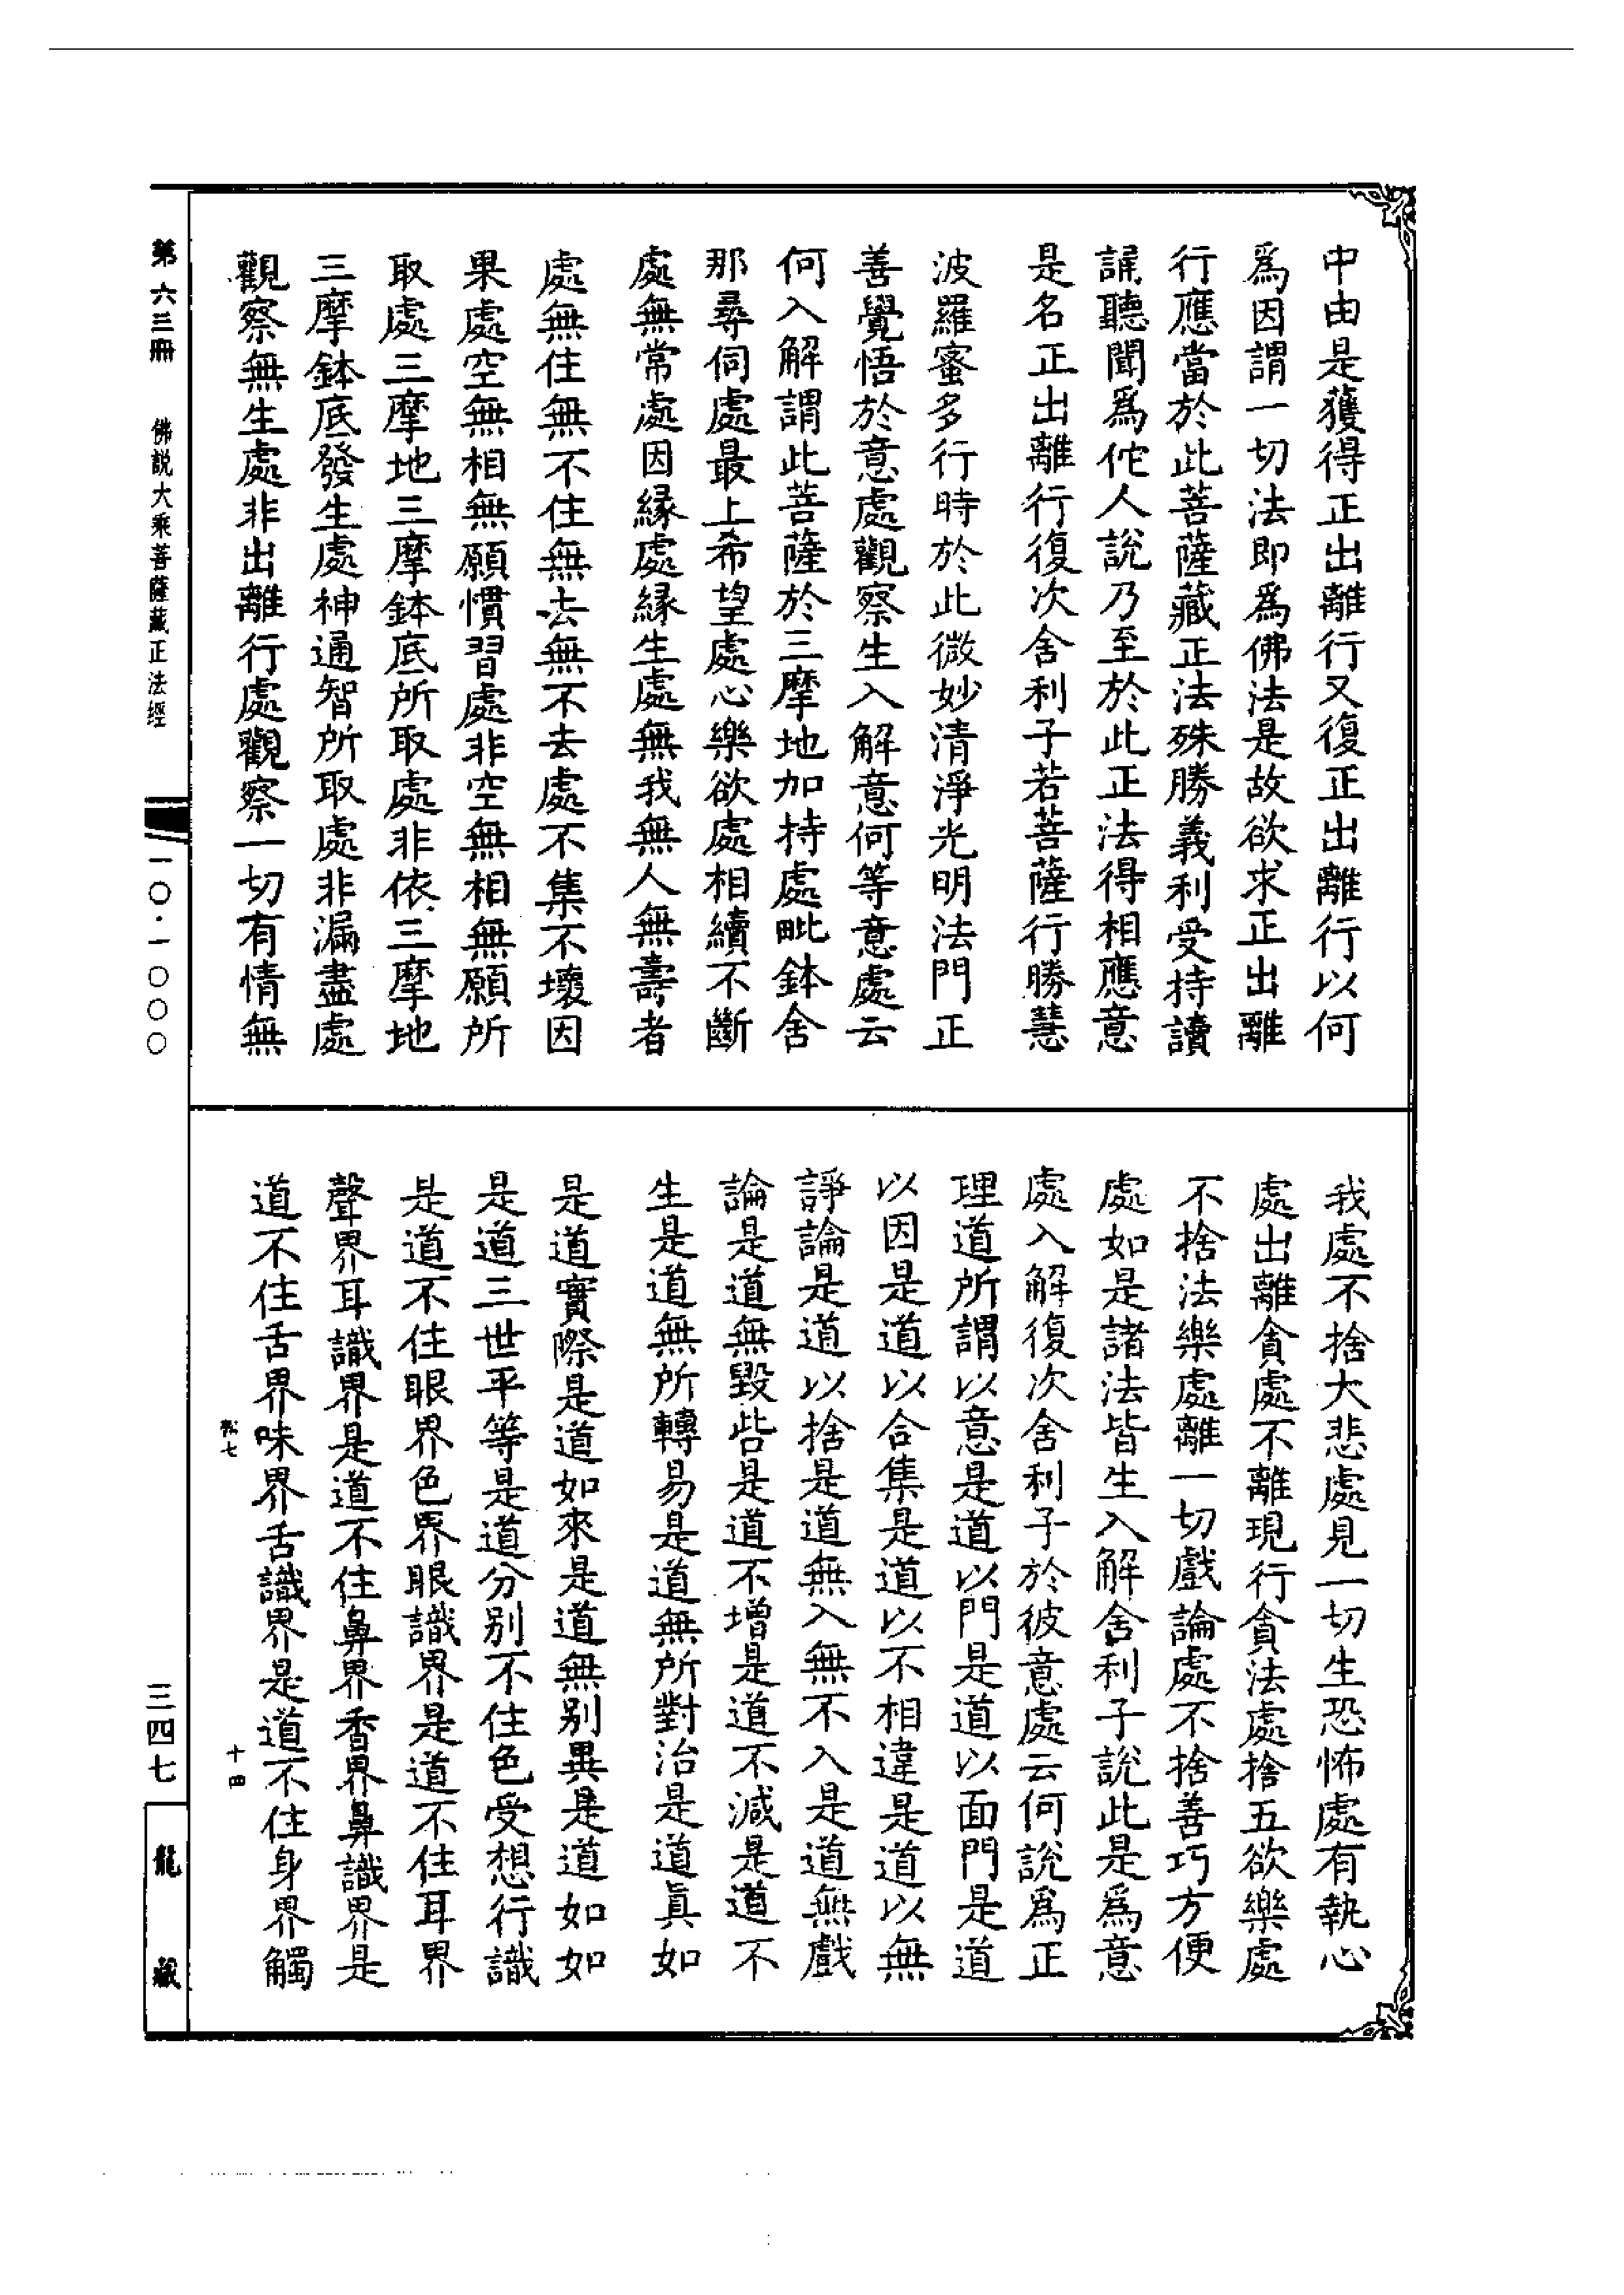 中由是獲得正出離行又復正出離行以何
爲因謂一切法即爲佛法是故欲求正出離
行應當於此菩薩藏正法殊勝義利受持讀
誦聽聞爲佗人說乃至於此正法得相應意
是名正出離行復次舍利子若菩薩行勝慧
波羅蜜多行時於此微妙清淨光明法門正
善覺悟於意處觀察生入解意何等意處云
何入解謂此菩薩於三摩地加持處毗鉢舍
那尋伺處最上希望處心樂欲處相續不斷
處無常處因緣處緣生處無我無人無壽者
處無住無不住無去無不去處不集不壞因
果處空無相無願慣習處非空無相無願所
取處三摩地三摩鉢底所取處非依三摩地
三摩鉢底發生處神通智所取處非漏盡處
觀察無生處非出離行處觀察一切有情無
我處不捨大悲處見一切生恐怖處有執心
處出離貪處不離現行貪法處捨五欲樂處
不捨法樂處離一切戲論處不捨善巧方便
處如是諸法皆生入解舍利子說此是爲意
處入解復次舍利子於彼意處云何說爲正
理道所謂以意是道以門是道以面門是道
以因是道以合集是道以不相違是道以無
諍論是道以捨是道無入無不入是道無戲
論是道無毀呰是道不增是道不減是道不
生是道無所轉易是道無所對治是道眞如
是道實際是道如來是道無別異是道如如
是道三世平等是道分別不住色受想行識
是道不住眼界色界眼識界是道不住耳界
聲界耳識界是道不住鼻界香界鼻識界是
道不住舌界味界舌識界是道不住身界觸
松七
十四
第六三冊
佛說大乘菩薩藏正法經
一〇·一〇〇〇
三四七
龍藏